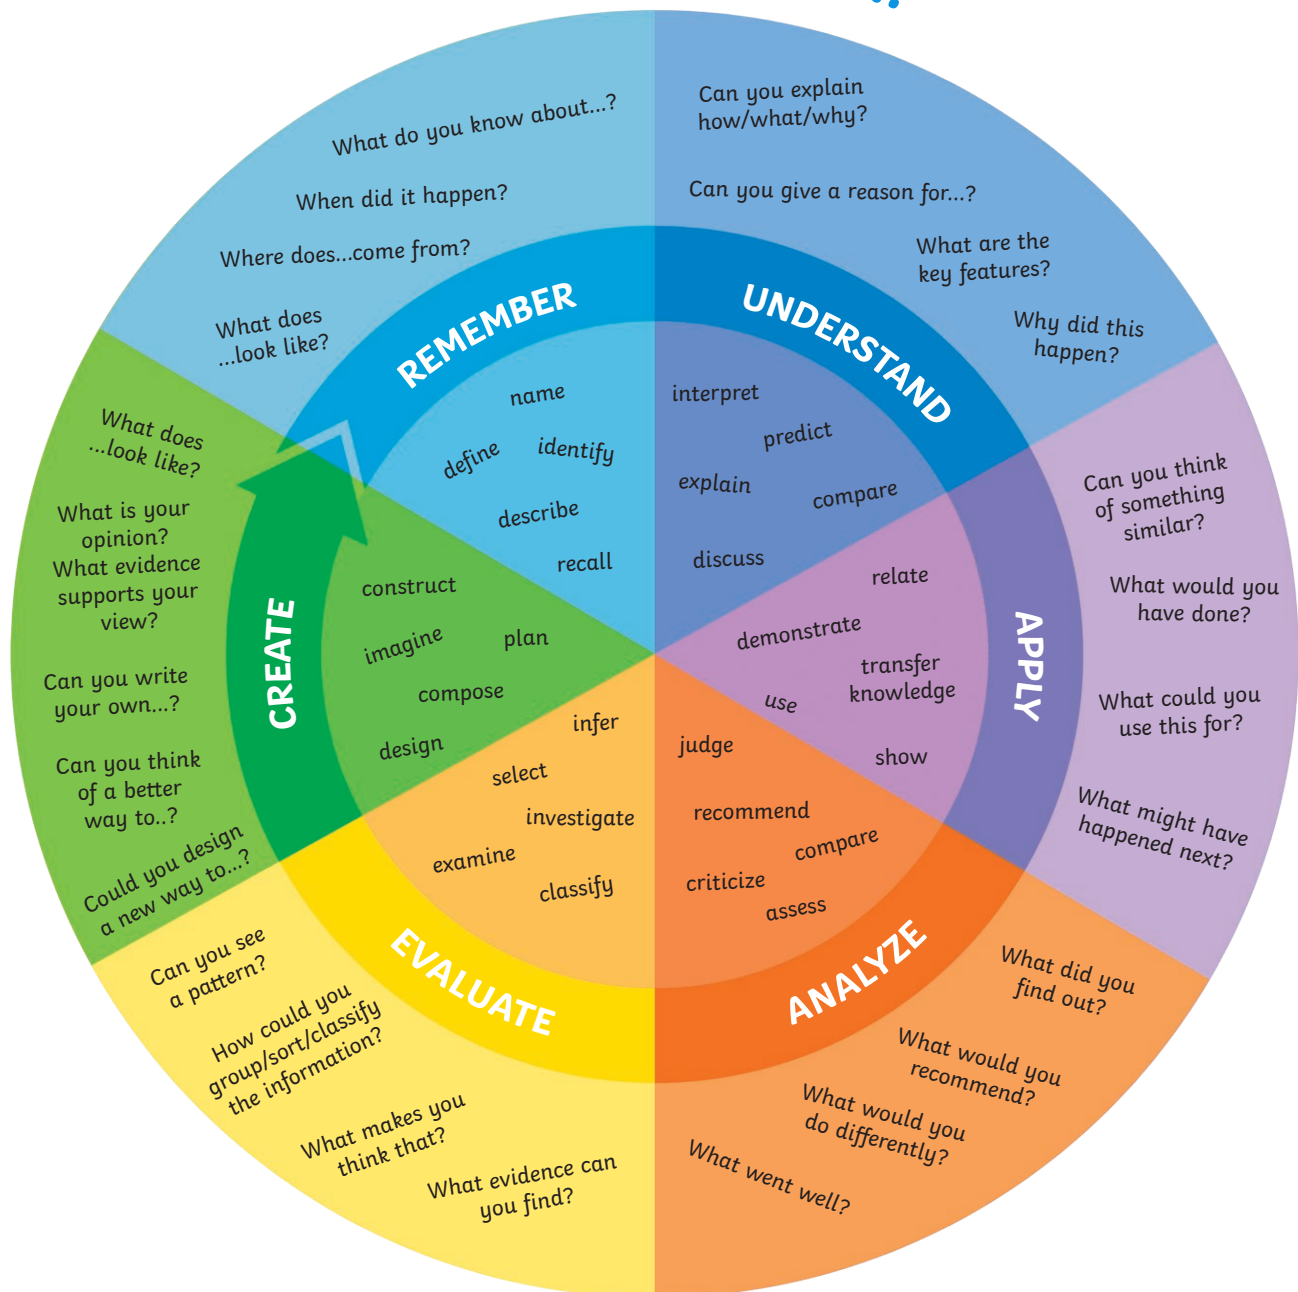 What do you know about...?
When did it happen?
Where does...come from?
What does
...look like?
REMEMBER
name
define
identify
describe
recall
Can you explain
how/what/why?
Can you give a reason for...?
What are the
key features?
Why did this
happen?
UNDERSTAND
interpret
predict
explain
compare
discuss
Can you think
of something
similar?
What would you
have done?
What could you
use this for?
What might have
happened next?
APPLY
relate
demonstrate
transfer
knowledge
use
show
What did you
find out?
What would you
recommend?
What would you
do differently?
What went well?
ANALYZE
judge
recommend
compare
criticize
assess
Can you see
a pattern?
How could you
group/sort/classify
the information?
What makes you
think that?
What evidence can
you find?
EVALUATE
infer
select
investigate
examine
classify
What does
...look like?
What is your
opinion?
What evidence
supports your
view?
Can you write
your own...?
Can you think
of a better
way to..?
Could you design
a new way to...?
CREATE
construct
imagine
plan
compose
design